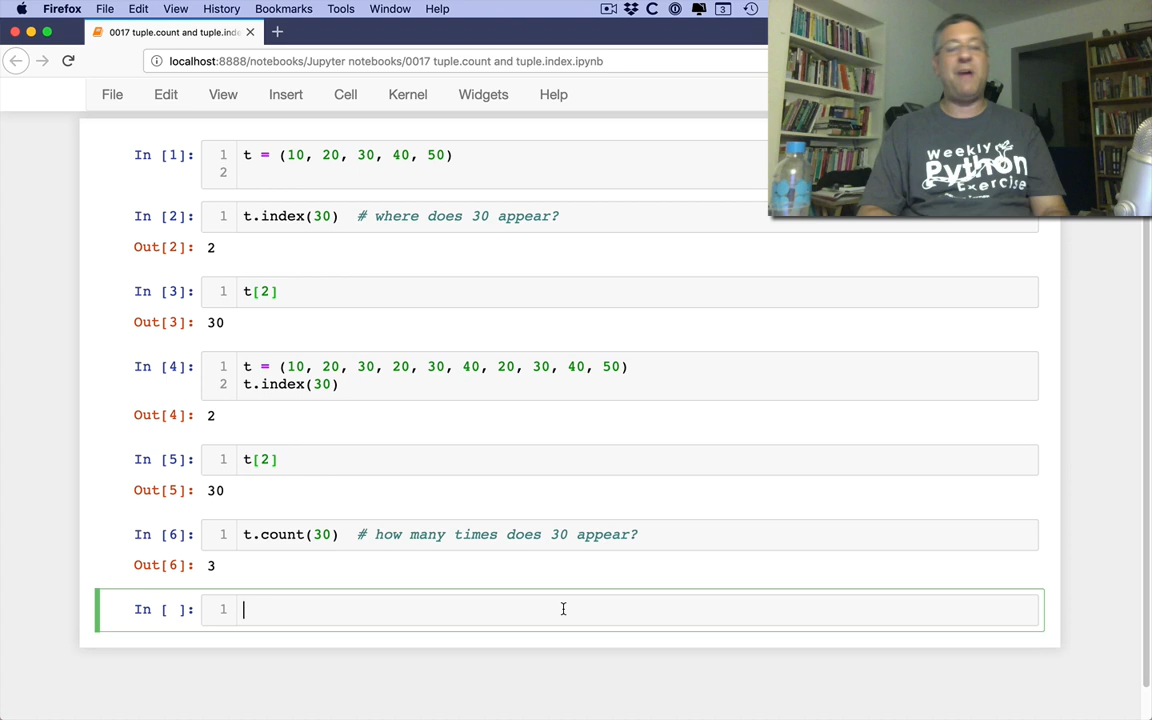 Firefox File Edit View History Bookmarks Tools Window Help 3
0017 tuple.count and tuple.inde
localhost:8888/notebooks/Jupyter notebooks/0017 tuple.count and tuple.index.ipynb
File Edit View Insert Cell Kernel Widgets Help
In [1]: 1 t = (10, 20, 30, 40, 50)
2
In [2]: 1 t.index(30) # where does 30 appear?
Out[2]: 2
In [3]: 1 t[2]
Out[3]: 30
In [4]: 1 t = (10, 20, 30, 20, 30, 40, 20, 30, 40, 50)
2 t.index(30)
Out[4]: 2
In [5]: 1 t[2]
Out[5]: 30
In [6]: 1 t.count(30) # how many times does 30 appear?
Out[6]: 3
In [ ]: 1
Weekly
Python
Exercise